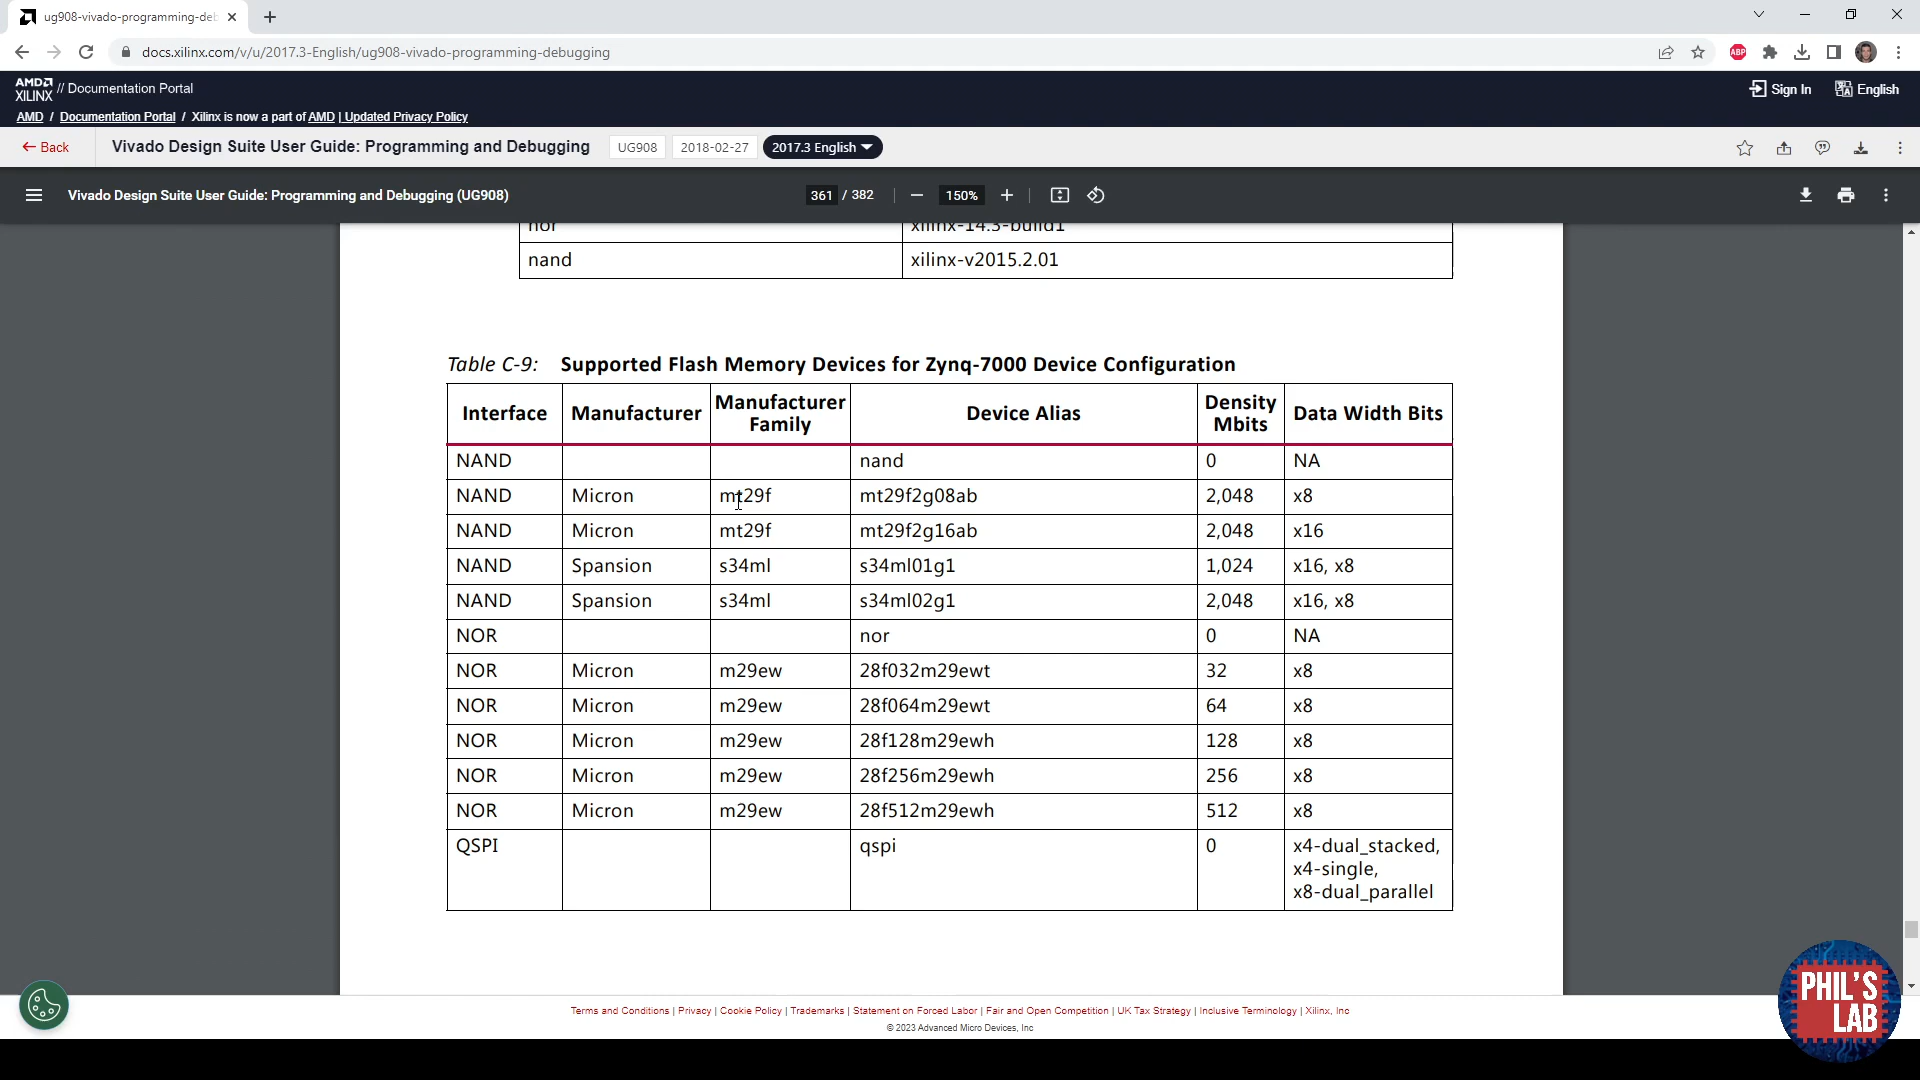 ug908-vivado-programming-deb
docs.xilinx.com/v/u/2017.3-English/ug908-vivado-programming-debugging
ABP
AMD XILINX // Documentation Portal
Sign In
English
AMD / Documentation Portal / Xilinx is now a part of AMD | Updated Privacy Policy
Back
Vivado Design Suite User Guide: Programming and Debugging
UG908
2018-02-27
2017.3 English
Vivado Design Suite User Guide: Programming and Debugging (UG908)
361 / 382
150%
nor xilinx-14.5-build1
nand xilinx-v2015.2.01
Table C-9: Supported Flash Memory Devices for Zynq-7000 Device Configuration
Interface Manufacturer Manufacturer Family Device Alias Density Mbits Data Width Bits
NAND nand 0 NA
NAND Micron mt29f mt29f2g08ab 2,048 x8
NAND Micron mt29f mt29f2g16ab 2,048 x16
NAND Spansion s34ml s34ml01g1 1,024 x16, x8
NAND Spansion s34ml s34ml02g1 2,048 x16, x8
NOR nor 0 NA
NOR Micron m29ew 28f032m29ewt 32 x8
NOR Micron m29ew 28f064m29ewt 64 x8
NOR Micron m29ew 28f128m29ewh 128 x8
NOR Micron m29ew 28f256m29ewh 256 x8
NOR Micron m29ew 28f512m29ewh 512 x8
QSPI qspi 0 x4-dual_stacked,
x4-single,
x8-dual_parallel
Terms and Conditions | Privacy | Cookie Policy | Trademarks | Statement on Forced Labor | Fair and Open Competition | UK Tax Strategy | Inclusive Terminology | Xilinx, Inc
© 2023 Advanced Micro Devices, Inc
PHIL'S
LAB